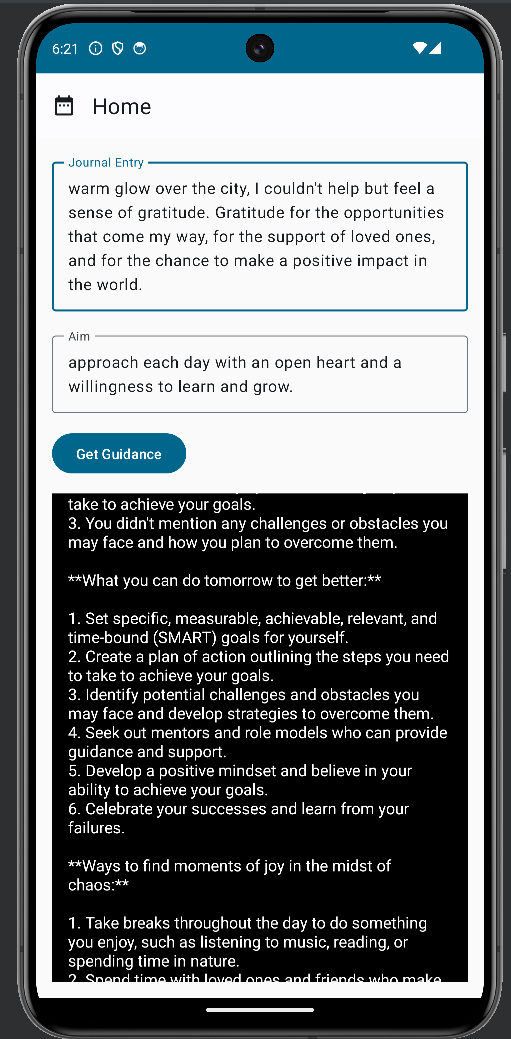 6:21
Home
Journal Entry
warm glow over the city, I couldn't help but feel a
sense of gratitude. Gratitude for the opportunities
that come my way, for the support of loved ones,
and for the chance to make a positive impact in
the world.
Aim
approach each day with an open heart and a
willingness to learn and grow.
Get Guidance
take to achieve your goals.
3. You didn't mention any challenges or obstacles you
may face and how you plan to overcome them.
**What you can do tomorrow to get better:**
1. Set specific, measurable, achievable, relevant, and
time-bound (SMART) goals for yourself.
2. Create a plan of action outlining the steps you need
to take to achieve your goals.
3. Identify potential challenges and obstacles you
may face and develop strategies to overcome them.
4. Seek out mentors and role models who can provide
guidance and support.
5. Develop a positive mindset and believe in your
ability to achieve your goals.
6. Celebrate your successes and learn from your
failures.
**Ways to find moments of joy in the midst of
chaos:**
1. Take breaks throughout the day to do something
you enjoy, such as listening to music, reading, or
spending time in nature.
2. Spend time with loved ones and friends who make